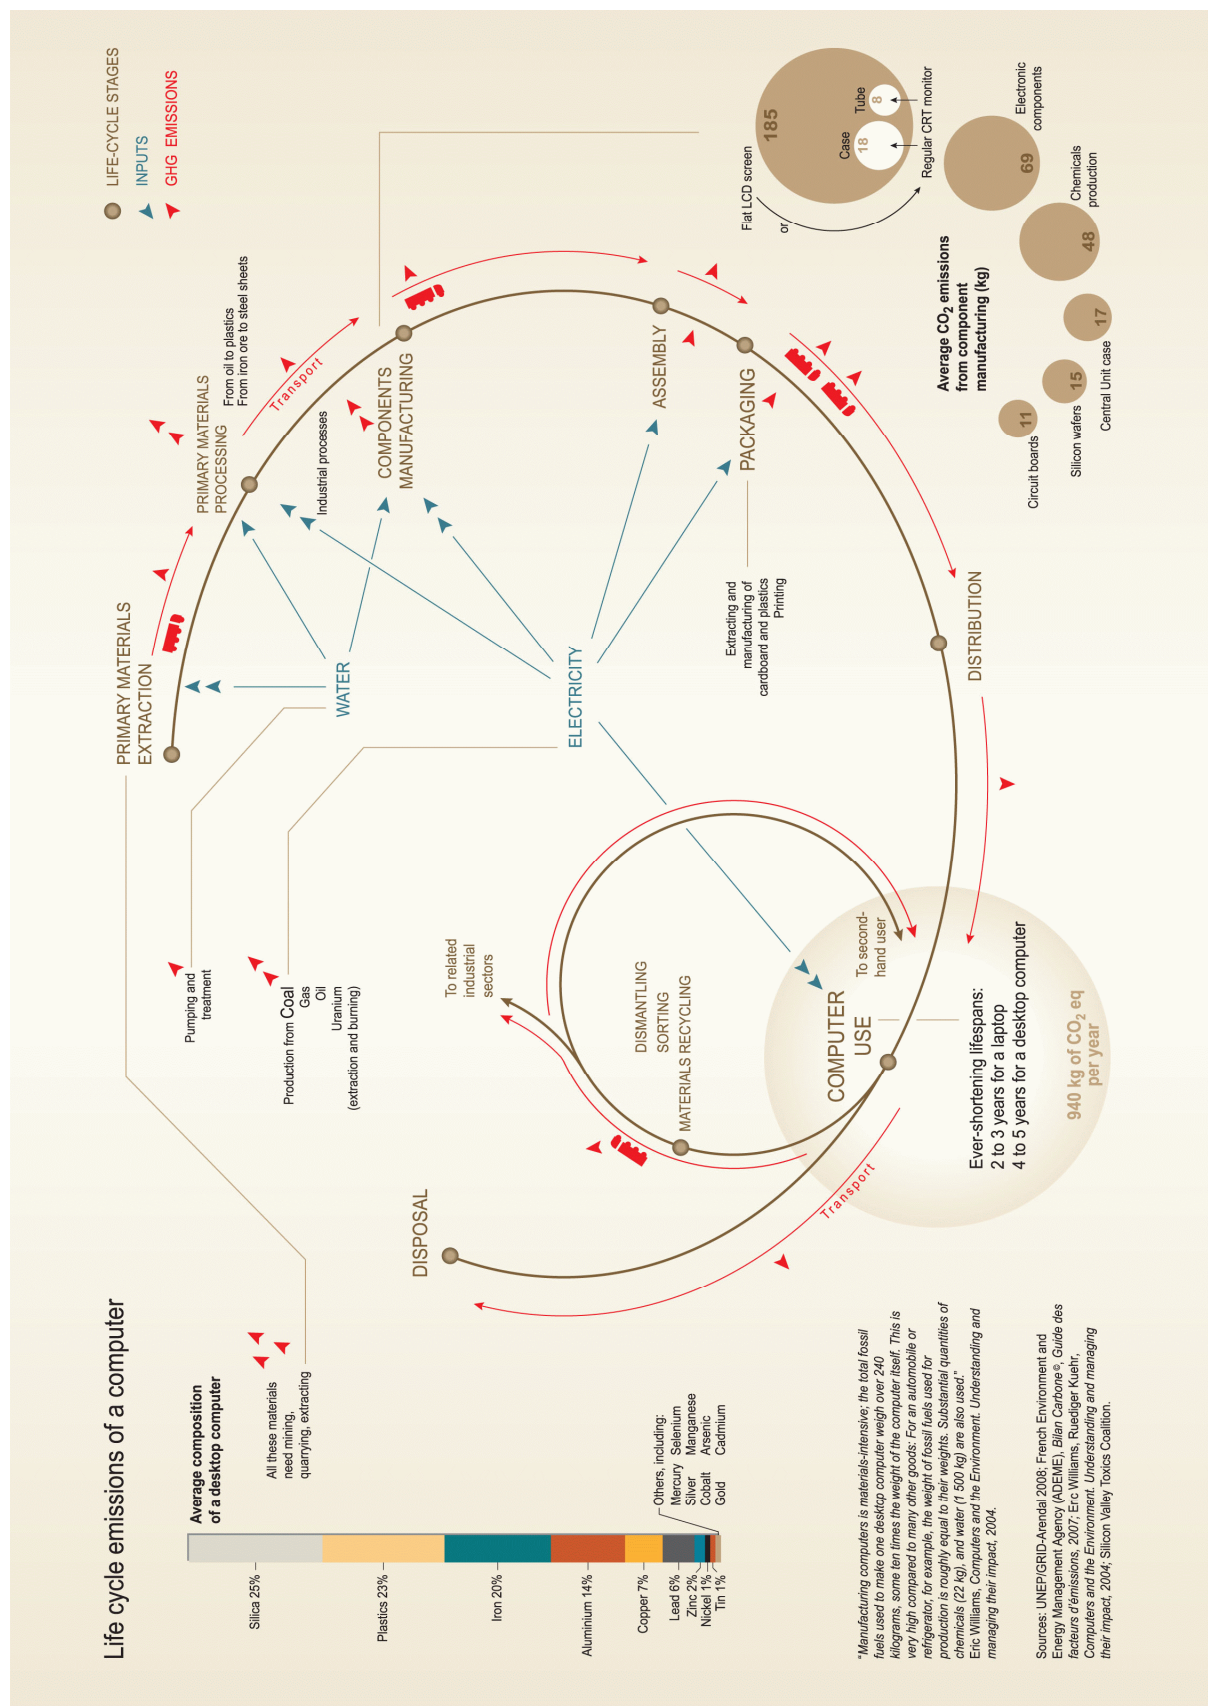 Life cycle emissions of a computer
LIFE-CYCLE STAGES
INPUTS
GHG EMISSIONS
Average composition
of a desktop computer
Silica 25%
Plastics 23%
Iron 20%
Aluminium 14%
Copper 7%
Lead 6%
Zinc 2%
Nickel 1%
Tin 1%
Others, including:
Mercury Selenium
Silver Manganese
Cobalt Arsenic
Gold Cadmium
All these materials
need mining,
quarrying, extracting
PRIMARY MATERIALS
EXTRACTION
PRIMARY MATERIALS
PROCESSING
From oil to plastics
From iron ore to steel sheets
Transport
Industrial processes
COMPONENTS
MANUFACTURING
ASSEMBLY
PACKAGING
Extracting and
manufacturing of
cardboard and plastics
Printing
DISTRIBUTION
WATER
ELECTRICITY
Pumping and
treatment
Production from Coal
Gas
Oil
Uranium
(extraction and burning)
To related
industrial
sectors
DISMANTLING
SORTING
MATERIALS RECYCLING
To second-
hand user
COMPUTER
USE
Ever-shortening lifespans:
2 to 3 years for a laptop
4 to 5 years for a desktop computer
940 kg of CO2 eq
per year
Transport
DISPOSAL
Flat LCD screen
185
or
Case
18
Tube
8
Regular CRT monitor
Average CO2 emissions
from component
manufacturing (kg)
69
Electronic
components
48
Chemicals
production
17
Central Unit case
15
Silicon wafers
11
Circuit boards
“Manufacturing computers is materials-intensive; the total fossil
fuels used to make one desktop computer weigh over 240
kilograms, some ten times the weight of the computer itself. This is
very high compared to many other goods: For an automobile or
refrigerator, for example, the weight of fossil fuels used for
production is roughly equal to their weights. Substantial quantities of
chemicals (22 kg), and water (1 500 kg) are also used.”
Eric Williams, Computers and the Environment. Understanding and
managing their impact, 2004.
Sources: UNEP/GRID-Arendal 2008; French Environment and
Energy Management Agency (ADEME), Bilan Carbone©, Guide des
facteurs d'émissions, 2007; Eric Williams, Ruediger Kuehr,
Computers and the Environment. Understanding and managing
their impact, 2004; Silicon Valley Toxics Coalition.